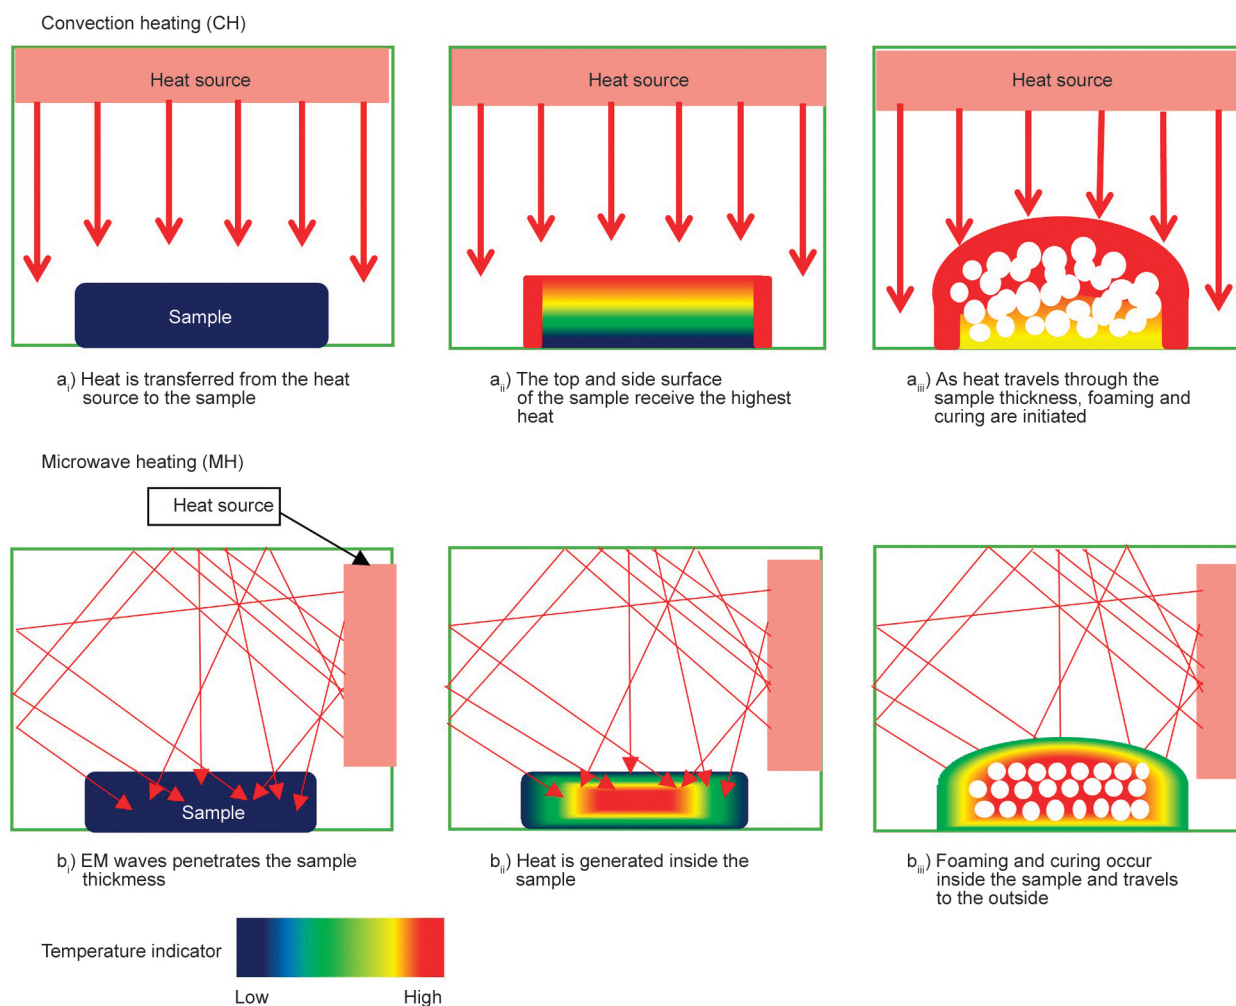 Convection heating (CH)
Heat source
Heat source
Heat source
Sample
aᵢ) Heat is transferred from the heat
source to the sample
aᵢᵢ) The top and side surface
of the sample receive the highest
heat
aᵢᵢᵢ) As heat travels through the
sample thickness, foaming and
curing are initiated
Microwave heating (MH)
Heat source
Sample
bᵢ) EM waves penetrates the sample
thickmess
bᵢᵢ) Heat is generated inside the
sample
bᵢᵢᵢ) Foaming and curing occur
inside the sample and travels
to the outside
Temperature indicator
Low
High